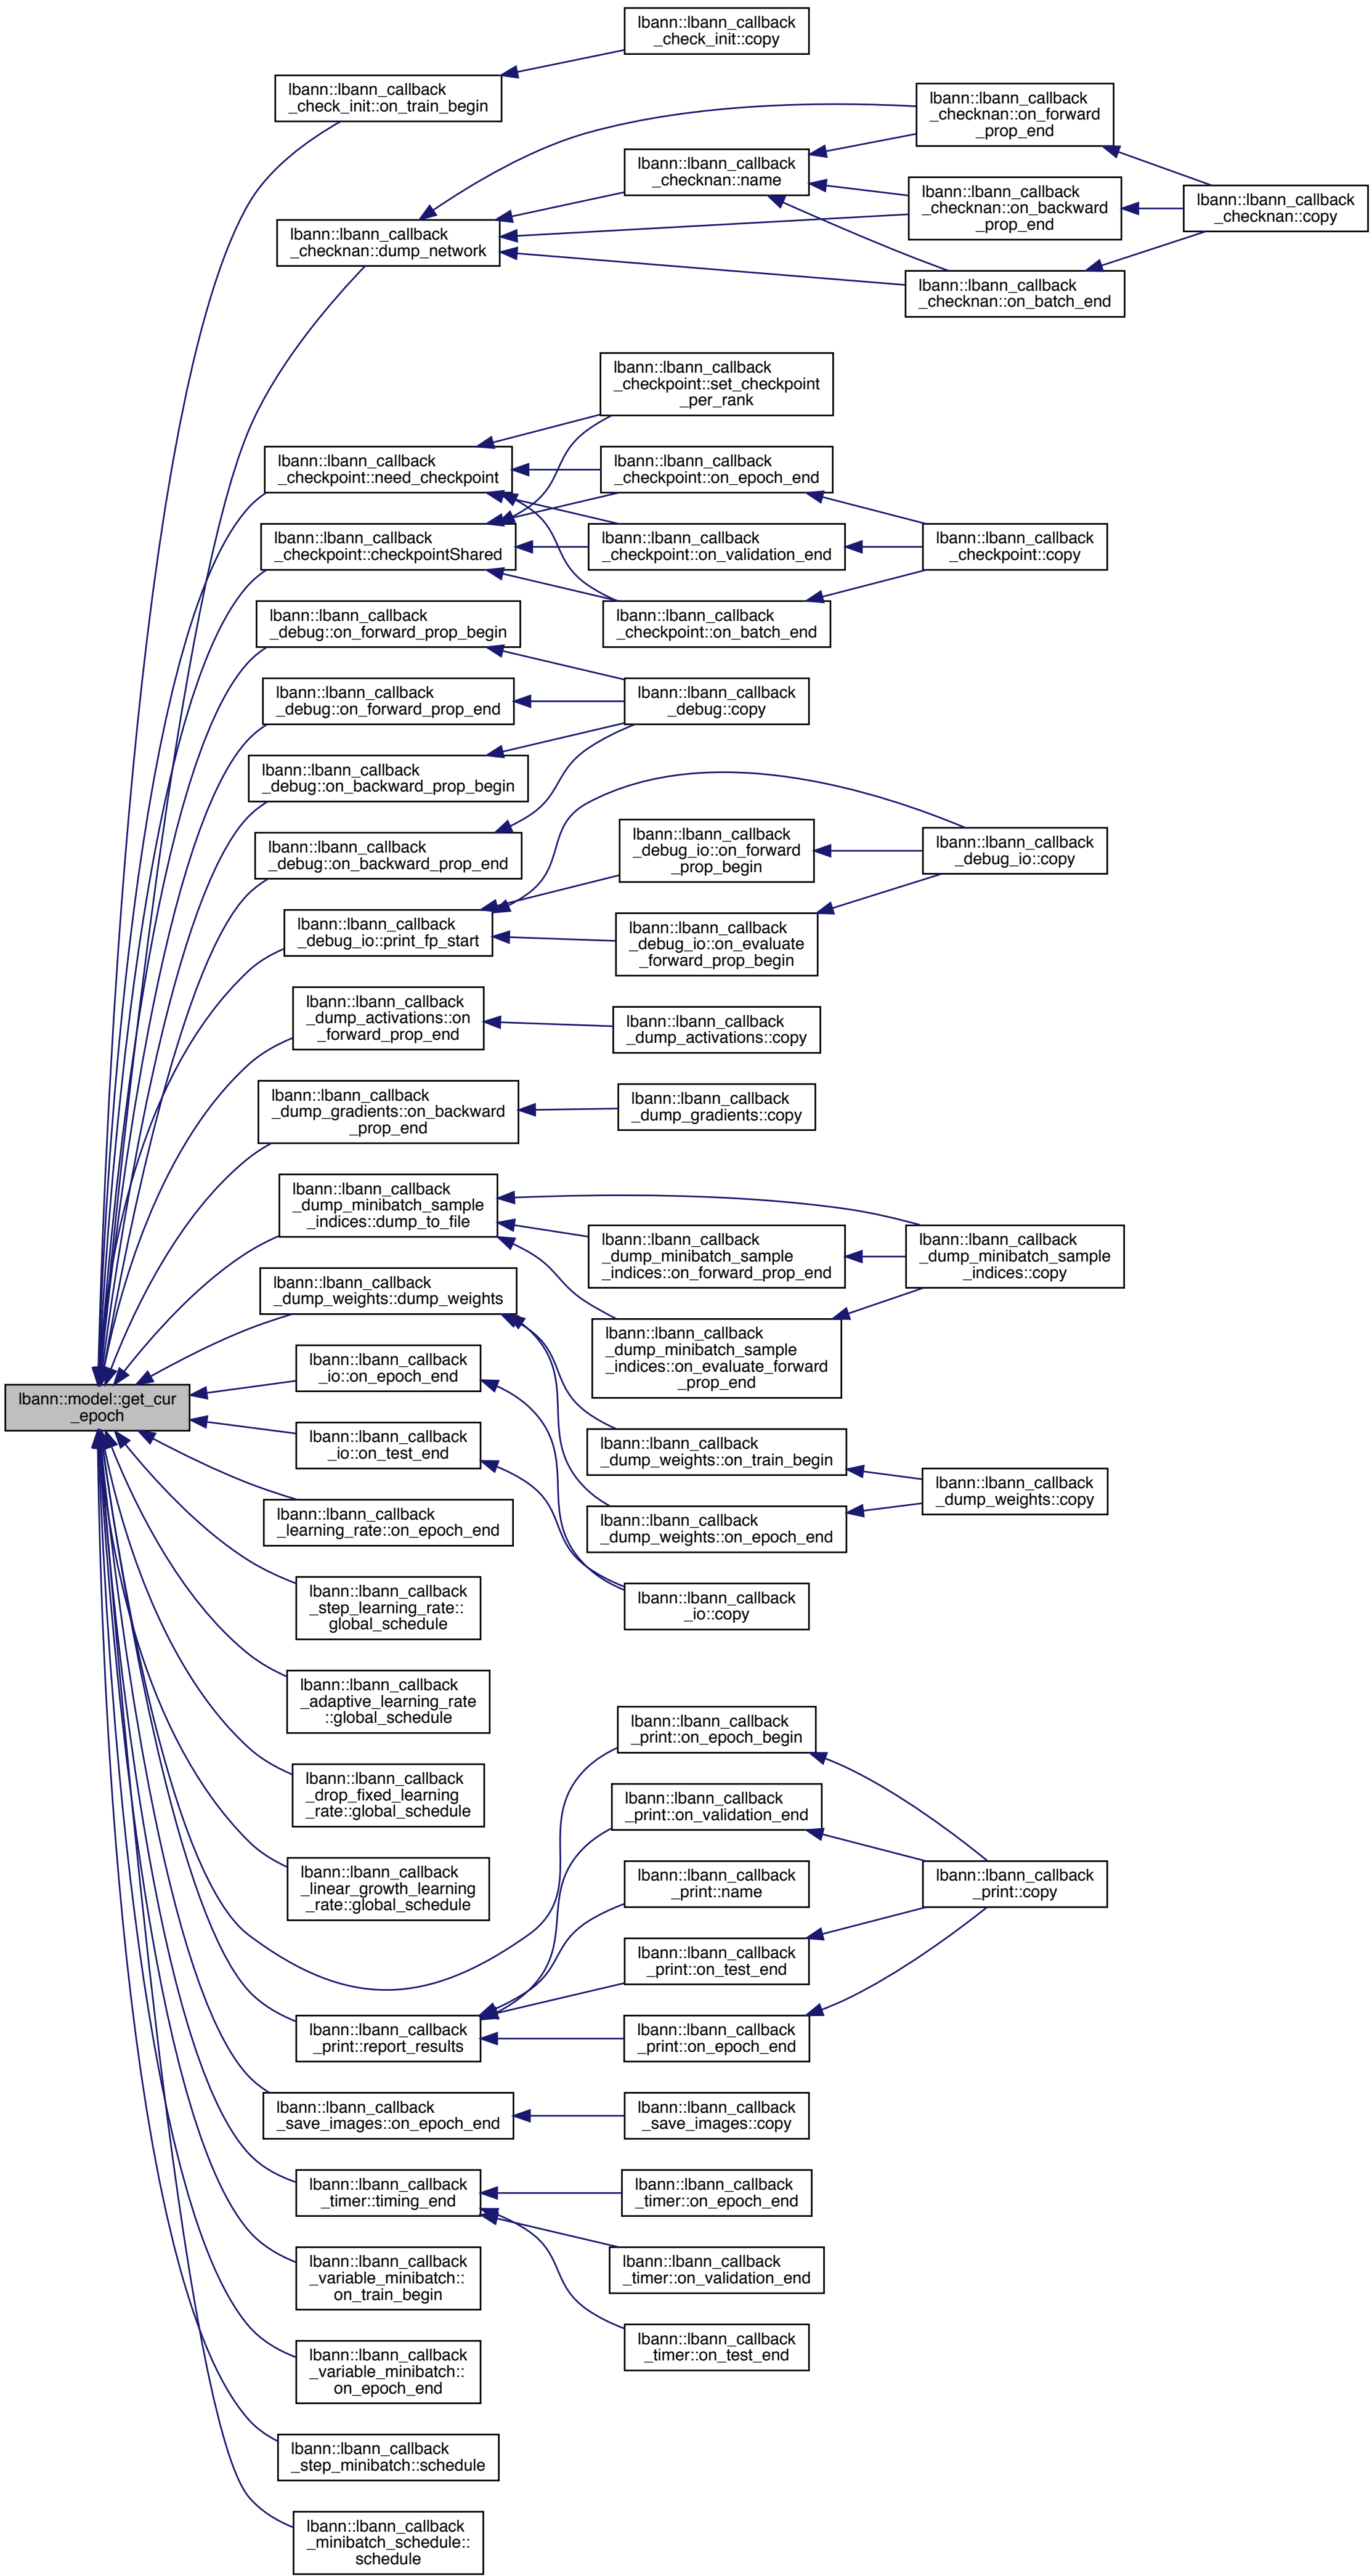 lbann::lbann_callback
_check_init::copy
lbann::lbann_callback
_check_init::on_train_begin
lbann::lbann_callback
_checknan::on_forward
_prop_end
lbann::lbann_callback
_checknan::name
lbann::lbann_callback
_checknan::on_backward
_prop_end
lbann::lbann_callback
_checknan::copy
lbann::lbann_callback
_checknan::dump_network
lbann::lbann_callback
_checknan::on_batch_end
lbann::lbann_callback
_checkpoint::set_checkpoint
_per_rank
lbann::lbann_callback
_checkpoint::need_checkpoint
lbann::lbann_callback
_checkpoint::on_epoch_end
lbann::lbann_callback
_checkpoint::checkpointShared
lbann::lbann_callback
_checkpoint::on_validation_end
lbann::lbann_callback
_checkpoint::copy
lbann::lbann_callback
_debug::on_forward_prop_begin
lbann::lbann_callback
_checkpoint::on_batch_end
lbann::lbann_callback
_debug::on_forward_prop_end
lbann::lbann_callback
_debug::copy
lbann::lbann_callback
_debug::on_backward_prop_begin
lbann::lbann_callback
_debug::on_backward_prop_end
lbann::lbann_callback
_debug_io::on_forward
_prop_begin
lbann::lbann_callback
_debug_io::copy
lbann::lbann_callback
_debug_io::print_fp_start
lbann::lbann_callback
_debug_io::on_evaluate
_forward_prop_begin
lbann::lbann_callback
_dump_activations::on
_forward_prop_end
lbann::lbann_callback
_dump_activations::copy
lbann::lbann_callback
_dump_gradients::on_backward
_prop_end
lbann::lbann_callback
_dump_gradients::copy
lbann::lbann_callback
_dump_minibatch_sample
_indices::dump_to_file
lbann::lbann_callback
_dump_minibatch_sample
_indices::on_forward_prop_end
lbann::lbann_callback
_dump_minibatch_sample
_indices::copy
lbann::lbann_callback
_dump_weights::dump_weights
lbann::lbann_callback
_dump_minibatch_sample
_indices::on_evaluate_forward
_prop_end
lbann::model::get_cur
_epoch
lbann::lbann_callback
_io::on_epoch_end
lbann::lbann_callback
_io::on_test_end
lbann::lbann_callback
_dump_weights::on_train_begin
lbann::lbann_callback
_dump_weights::copy
lbann::lbann_callback
_learning_rate::on_epoch_end
lbann::lbann_callback
_dump_weights::on_epoch_end
lbann::lbann_callback
_step_learning_rate::
global_schedule
lbann::lbann_callback
_io::copy
lbann::lbann_callback
_adaptive_learning_rate
::global_schedule
lbann::lbann_callback
_print::on_epoch_begin
lbann::lbann_callback
_drop_fixed_learning
_rate::global_schedule
lbann::lbann_callback
_print::on_validation_end
lbann::lbann_callback
_linear_growth_learning
_rate::global_schedule
lbann::lbann_callback
_print::name
lbann::lbann_callback
_print::copy
lbann::lbann_callback
_print::on_test_end
lbann::lbann_callback
_print::report_results
lbann::lbann_callback
_print::on_epoch_end
lbann::lbann_callback
_save_images::on_epoch_end
lbann::lbann_callback
_save_images::copy
lbann::lbann_callback
_timer::timing_end
lbann::lbann_callback
_timer::on_epoch_end
lbann::lbann_callback
_variable_minibatch::
on_train_begin
lbann::lbann_callback
_timer::on_validation_end
lbann::lbann_callback
_variable_minibatch::
on_epoch_end
lbann::lbann_callback
_timer::on_test_end
lbann::lbann_callback
_step_minibatch::schedule
lbann::lbann_callback
_minibatch_schedule::
schedule